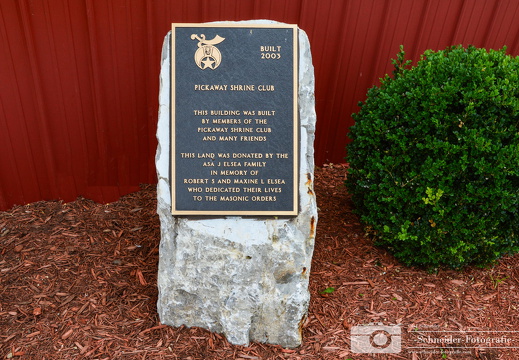 BUILT
2003
PICKAWAY SHRINE CLUB
THIS BUILDING WAS BUILT
BY MEMBERS OF THE
PICKAWAY SHRINE CLUB
AND MANY FRIENDS
THIS LAND WAS DONATED BY THE
ASA J ELSEA FAMILY
IN MEMORY OF
ROBERT S AND MAXINE L ELSEA
WHO DEDICATED THEIR LIVES
TO THE MASONIC ORDERS
Schneider-Fotografie